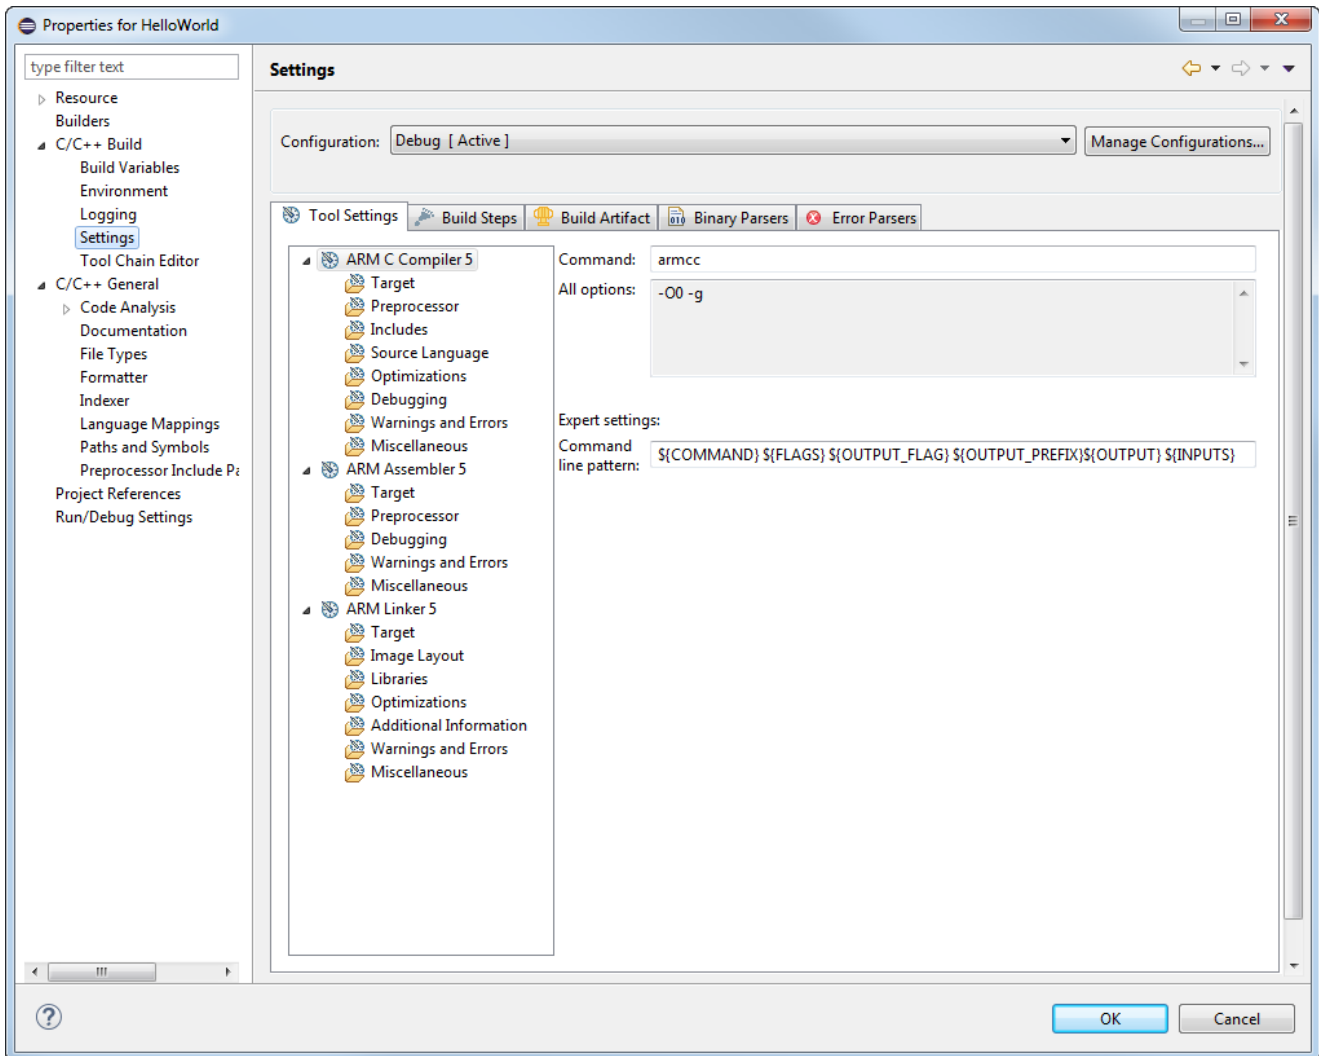 Properties for HelloWorld
type filter text
Resource
Builders
C/C++ Build
Build Variables
Environment
Logging
Settings
Tool Chain Editor
C/C++ General
Code Analysis
Documentation
File Types
Formatter
Indexer
Language Mappings
Paths and Symbols
Preprocessor Include Pa
Project References
Run/Debug Settings
Settings
Configuration: Debug [ Active ] Manage Configurations...
Tool Settings Build Steps Build Artifact Binary Parsers Error Parsers
ARM C Compiler 5
Target
Preprocessor
Includes
Source Language
Optimizations
Debugging
Warnings and Errors
Miscellaneous
ARM Assembler 5
Target
Preprocessor
Debugging
Warnings and Errors
Miscellaneous
ARM Linker 5
Target
Image Layout
Libraries
Optimizations
Additional Information
Warnings and Errors
Miscellaneous
Command: armcc
All options: -O0 -g
Expert settings:
Command
line pattern: ${COMMAND} ${FLAGS} ${OUTPUT_FLAG} ${OUTPUT_PREFIX}${OUTPUT} ${INPUTS}
OK Cancel